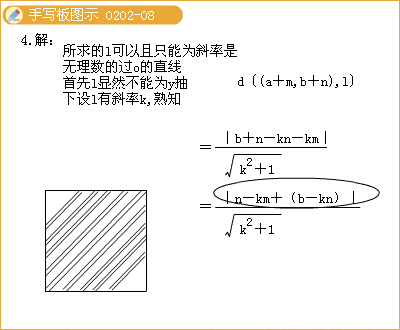 手写板图示 0202-08
4.解：
所求的l可以且只能为斜率是
无理数的过o的直线
首先l显然不能为y抽
下设l有斜率k,熟知
d〔(a+m,b+n),l〕
=|b+n-kn-km|
√k²+1
=|n-km+(b-kn)|
√k²+1